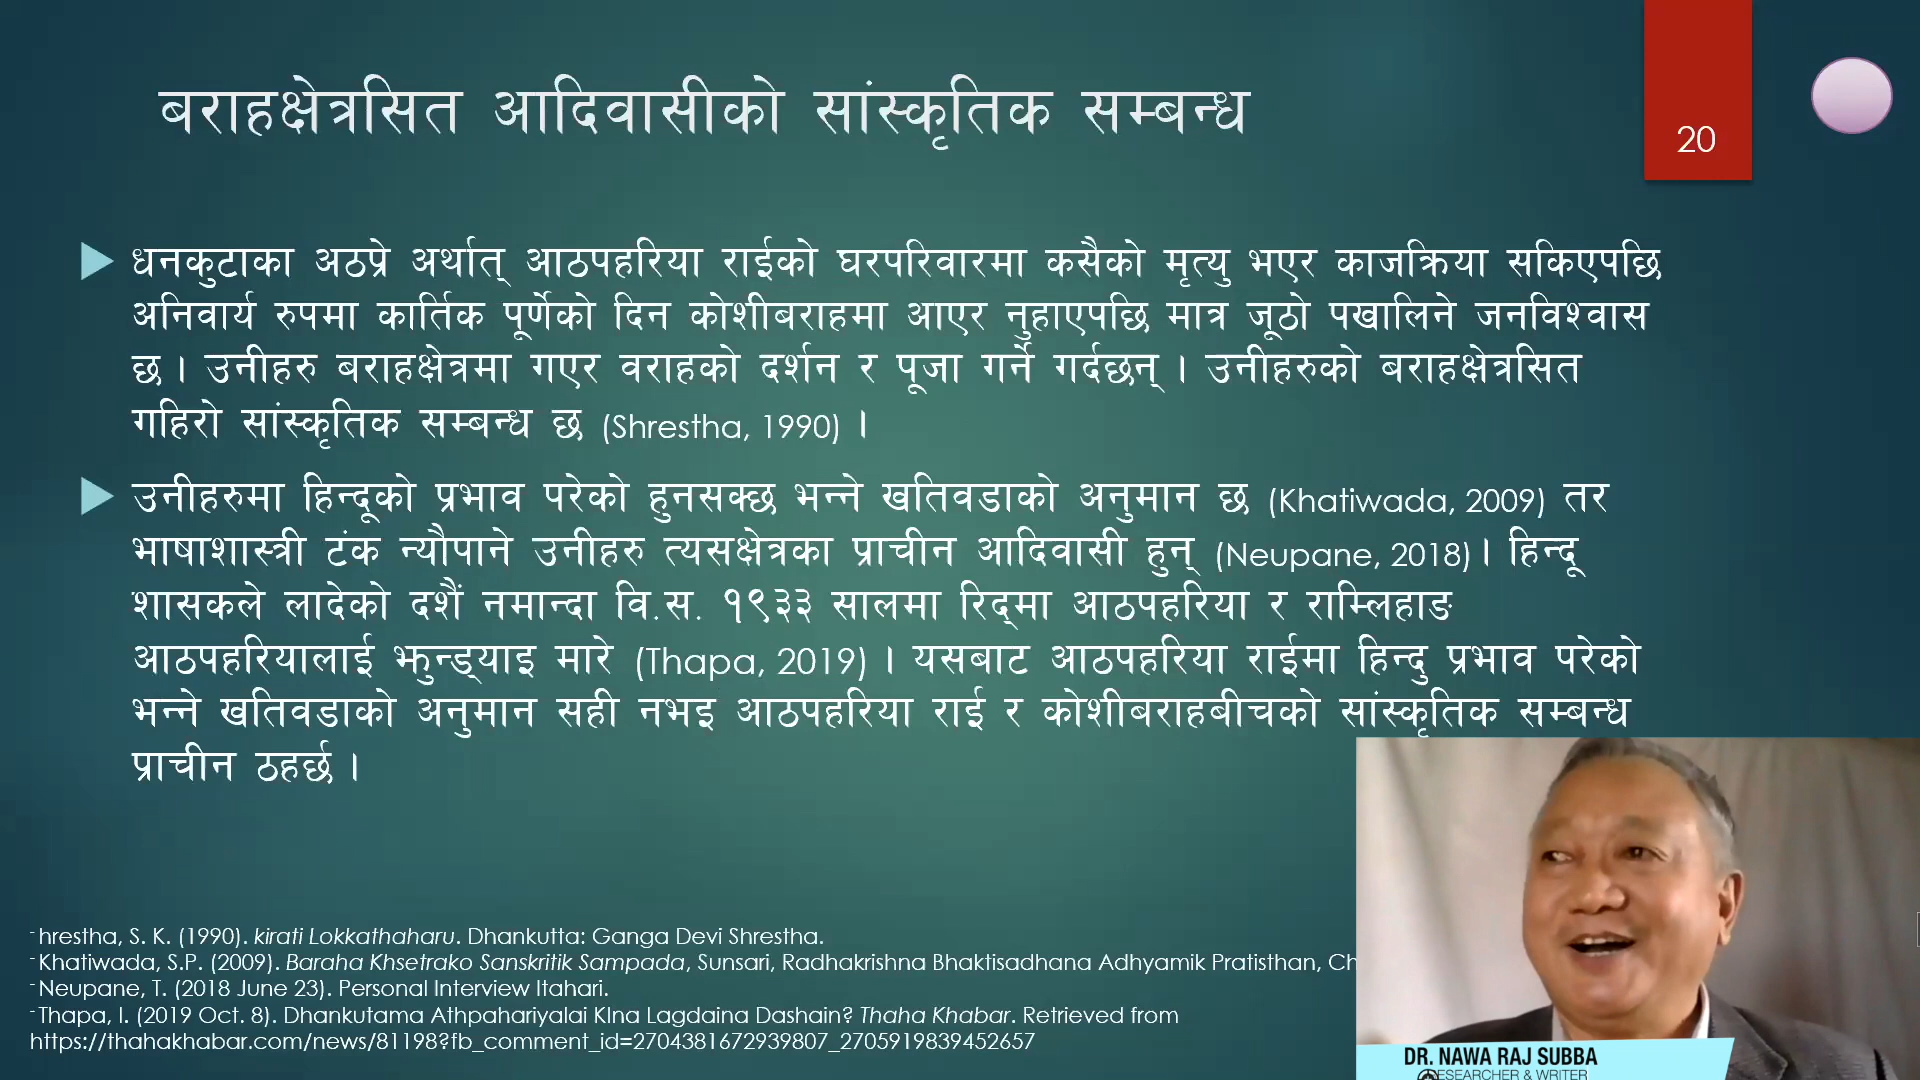 बराहक्षेत्रसित आदिवासीको सांस्कृतिक सम्बन्ध
20
धनकुटाका अठप्रे अर्थात् आठपहरिया राईको घरपरिवारमा कसैको मृत्यु भएर काजक्रिया सकिएपछि
अनिवार्य रुपमा कार्तिक पूर्णेको दिन कोशीबराहमा आएर नुहाएपछि मात्र जूठो पखालिने जनविश्वास
छ । उनीहरु बराहक्षेत्रमा गएर वराहको दर्शन र पूजा गर्ने गर्दछन् । उनीहरुको बराहक्षेत्रसित
गहिरो सांस्कृतिक सम्बन्ध छ (Shrestha, 1990) ।
उनीहरुमा हिन्दूको प्रभाव परेको हुनसक्छ भन्ने खतिवडाको अनुमान छ (Khatiwada, 2009) तर
भाषाशास्त्री टंक न्यौपाने उनीहरु त्यसक्षेत्रका प्राचीन आदिवासी हुन् (Neupane, 2018)। हिन्दू
शासकले लादेको दशैं नमान्दा वि.स. १९३३ सालमा रिद्‌मा आठपहरिया र राम्लिहाङ
आठपहरियालाई झुन्ड्याइ मारे (Thapa, 2019) । यसबाट आठपहरिया राईमा हिन्दु प्रभाव परेको
भन्ने खतिवडाको अनुमान सही नभइ आठपहरिया राई र कोशीबराहबीचको सांस्कृतिक सम्बन्ध
प्राचीन ठहर्छ ।
- hrestha, S. K. (1990). kirati Lokkathaharu. Dhankutta: Ganga Devi Shrestha.
- Khatiwada, S.P. (2009). Baraha Khsetrako Sanskritik Sampada, Sunsari, Radhakrishna Bhaktisadhana Adhyamik Pratisthan, Ch
- Neupane, T. (2018 June 23). Personal Interview Itahari.
- Thapa, I. (2019 Oct. 8). Dhankutama Athpahariyalai KIna Lagdaina Dashain? Thaha Khabar. Retrieved from
https://thahakhabar.com/news/81198?fb_comment_id=2704381672939807_2705919839452657
DR. NAWA RAJ SUBBA
ESEARCHER & WRITER